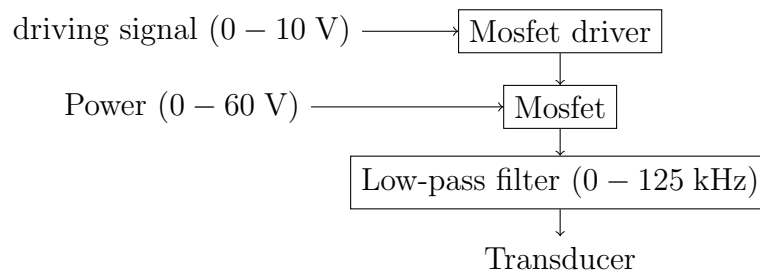 driving signal (0 – 10 V)
Mosfet driver
Power (0 – 60 V)
Mosfet
Low-pass filter (0 – 125 kHz)
Transducer